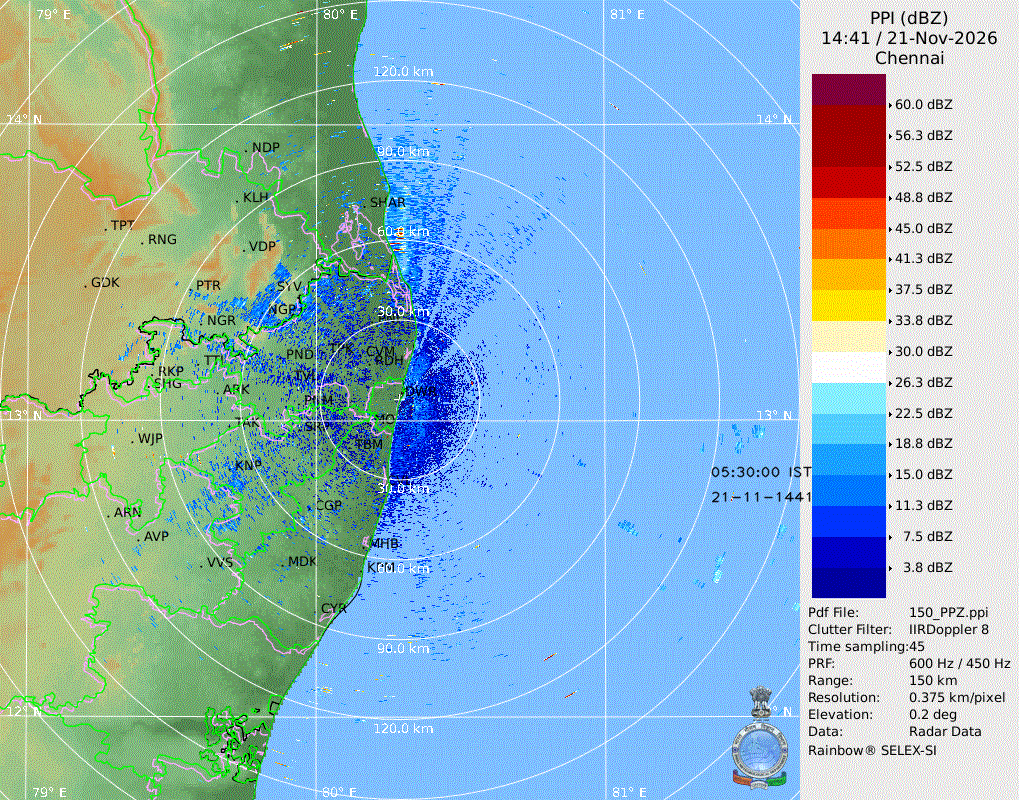 79° E
80° E
81° E
120.0 km
14° N
14° N
NDP
90.0 km
KLH
SHAR
TPT
RNG
60.0 km
VDP
GDK
PTR
SYV
NGP
30.0 km
NGR
PND
TTI
RKP
SHG
ARK
13° N
13° N
WJP
TBM
KNP
30.0 km
CGP
ARN
AVP
MHB
VVS
MDK
KPM
60.0 km
CYR
90.0 km
12° N
120.0 km
79° E
80° E
81° E
05:30:00 IST
21-11-1441
PPI (dBZ)
14:41 / 21-Nov-2026
Chennai
60.0 dBZ
56.3 dBZ
52.5 dBZ
48.8 dBZ
45.0 dBZ
41.3 dBZ
37.5 dBZ
33.8 dBZ
30.0 dBZ
26.3 dBZ
22.5 dBZ
18.8 dBZ
15.0 dBZ
11.3 dBZ
7.5 dBZ
3.8 dBZ
Pdf File: 150_PPZ.ppi
Clutter Filter: IIRDoppler 8
Time sampling:45
PRF: 600 Hz / 450 Hz
Range: 150 km
Resolution: 0.375 km/pixel
Elevation: 0.2 deg
Data: Radar Data
Rainbow® SELEX-SI